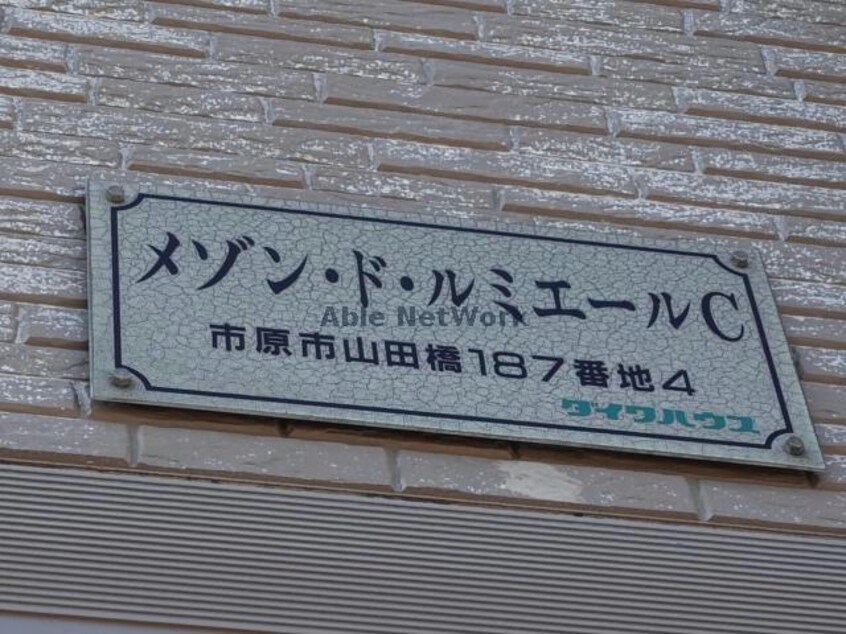 メゾン・ド・ルミエールC
Able NetWork
市原市山田橋187番地4
ダイワハウス